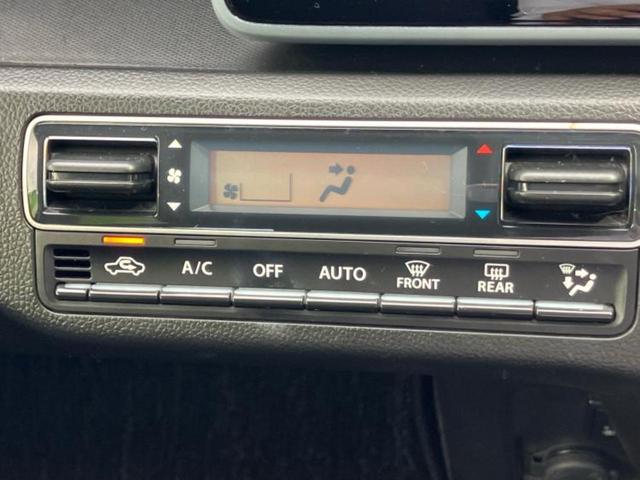 A/C OFF AUTO FRONT REAR